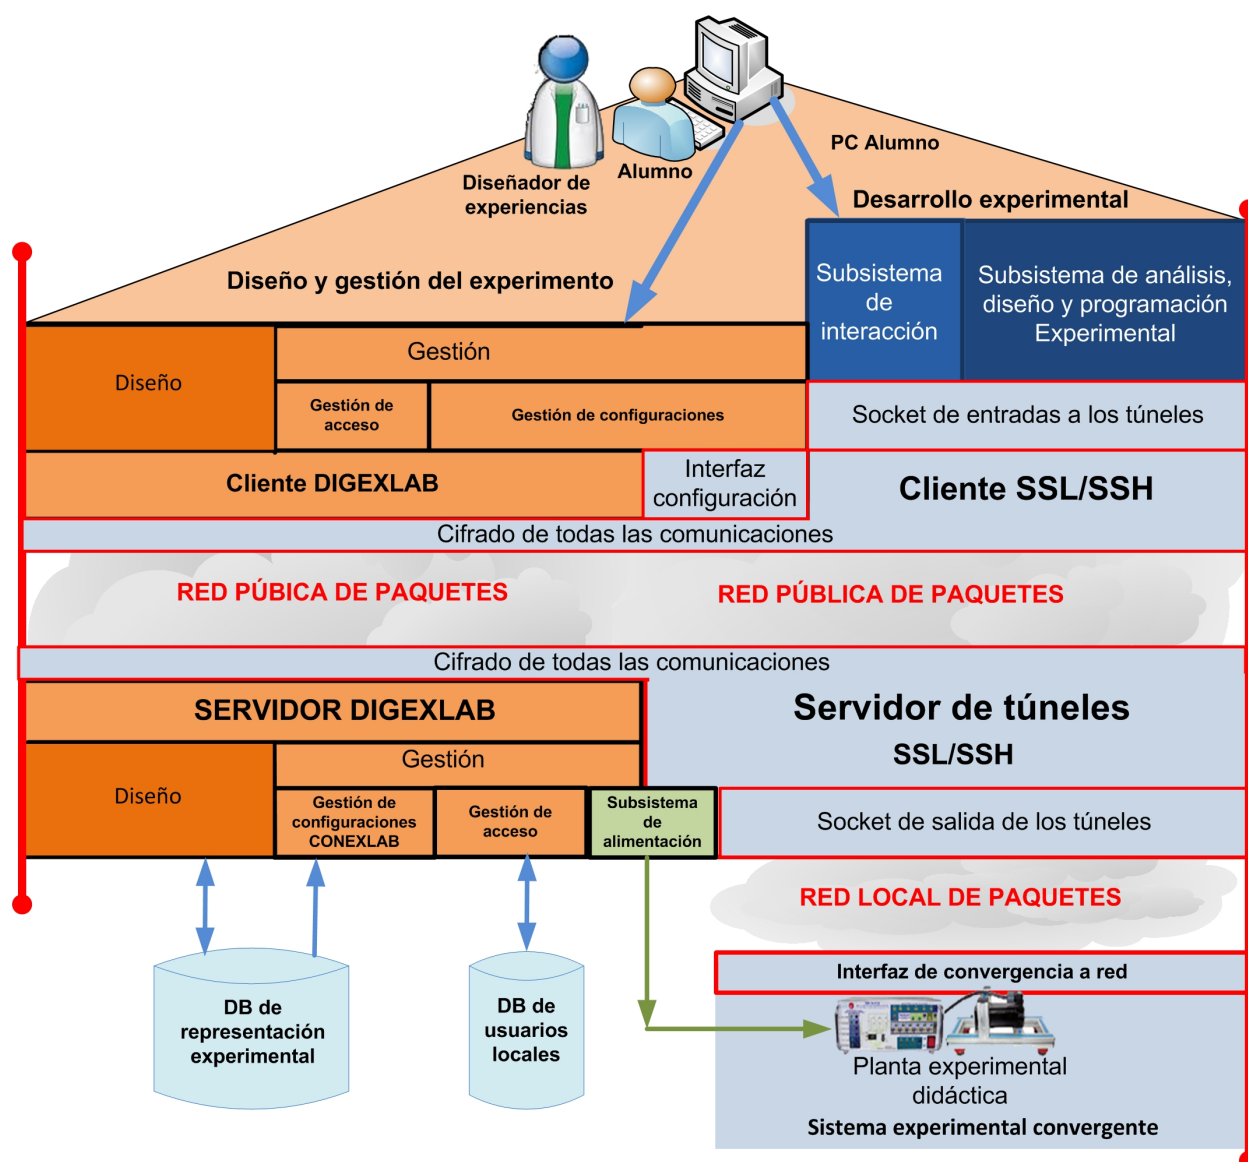 PC Alumno
Alumno
Diseñador de
experiencias
Desarrollo experimental
Diseño y gestión del experimento
Subsistema
de
interacción
Subsistema de análisis,
diseño y programación
Experimental
Diseño
Gestión
Gestión de
acceso
Gestión de configuraciones
Socket de entradas a los túneles
Cliente DIGEXLAB
Interfaz
configuración
Cliente SSL/SSH
Cifrado de todas las comunicaciones
RED PÚBICA DE PAQUETES
RED PÚBLICA DE PAQUETES
Cifrado de todas las comunicaciones
SERVIDOR DIGEXLAB
Servidor de túneles
SSL/SSH
Diseño
Gestión
Gestión de
configuraciones
CONEXLAB
Gestión de
acceso
Subsistema
de
alimentación
Socket de salida de los túneles
RED LOCAL DE PAQUETES
Interfaz de convergencia a red
DB de
representación
experimental
DB de
usuarios
locales
Planta experimental
didáctica
Sistema experimental convergente